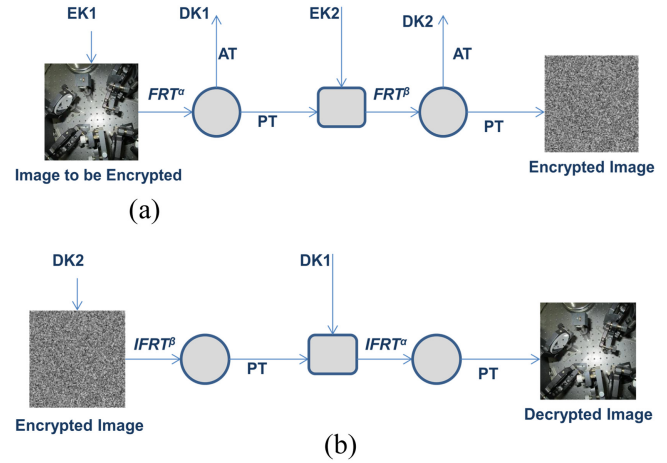 EK1
DK1
EK2
DK2
AT
AT
FRTα
FRTβ
PT
PT
Image to be Encrypted
Encrypted Image
(a)
DK2
DK1
IFRTβ
IFRTα
PT
PT
Encrypted Image
Decrypted Image
(b)